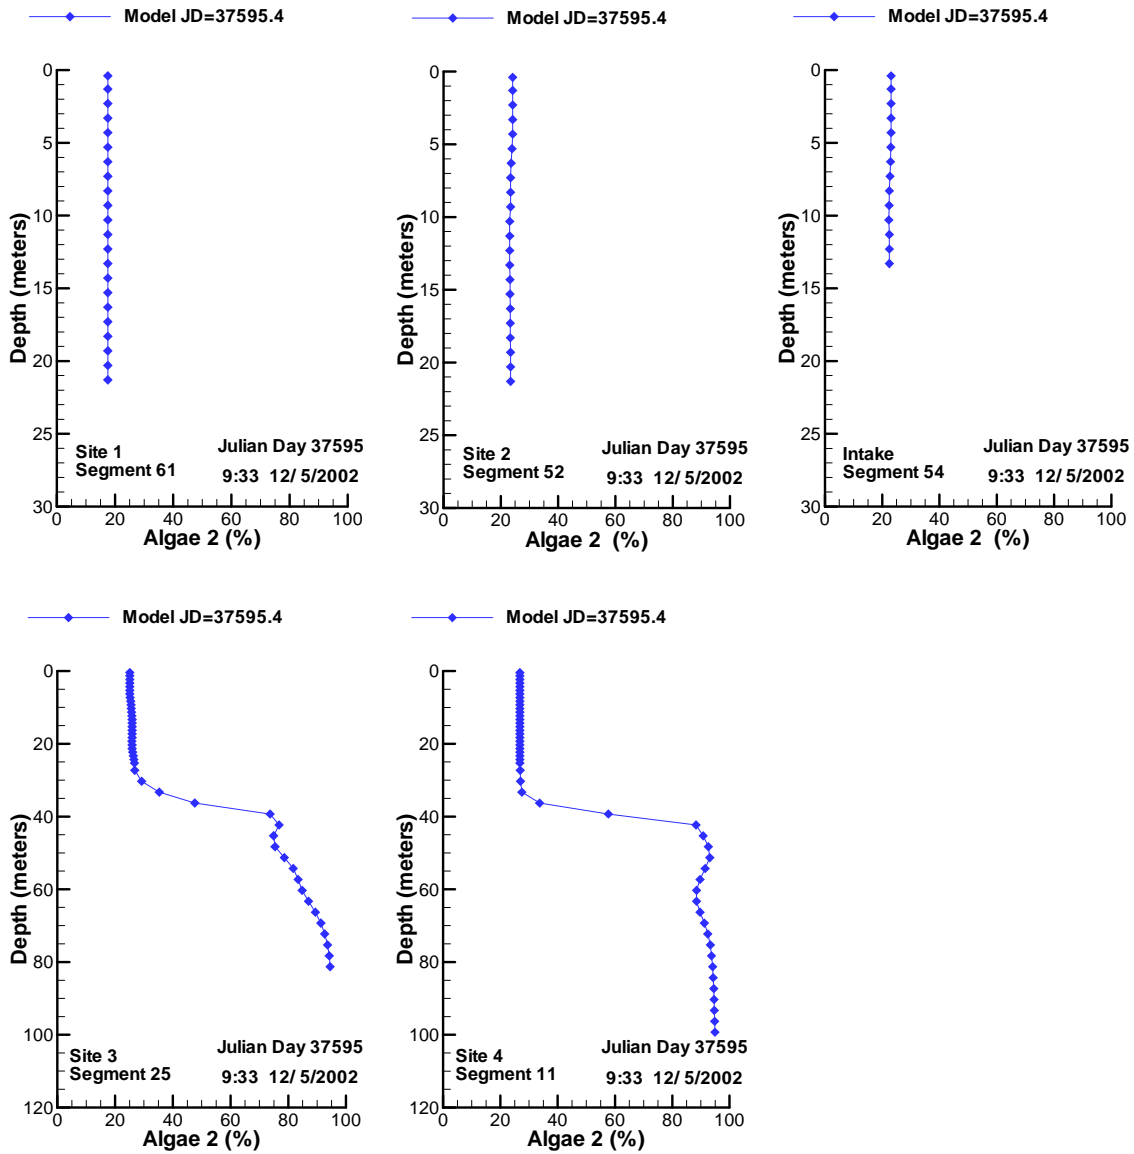 Model JD=37595.4
Model JD=37595.4
Model JD=37595.4
0
5
10
15
20
25
30
Depth (meters)
Site 1
Segment 61
Julian Day 37595
9:33 12/ 5/2002
0 20 40 60 80 100
Algae 2 (%)
0
5
10
15
20
25
30
Depth (meters)
Site 2
Segment 52
Julian Day 37595
9:33 12/ 5/2002
0 20 40 60 80 100
Algae 2 (%)
0
5
10
15
20
25
30
Depth (meters)
Intake
Segment 54
Julian Day 37595
9:33 12/ 5/2002
0 20 40 60 80 100
Algae 2 (%)
Model JD=37595.4
Model JD=37595.4
0
20
40
60
80
100
120
Depth (meters)
Site 3
Segment 25
Julian Day 37595
9:33 12/ 5/2002
0 20 40 60 80 100
Algae 2 (%)
0
20
40
60
80
100
120
Depth (meters)
Site 4
Segment 11
Julian Day 37595
9:33 12/ 5/2002
0 20 40 60 80 100
Algae 2 (%)